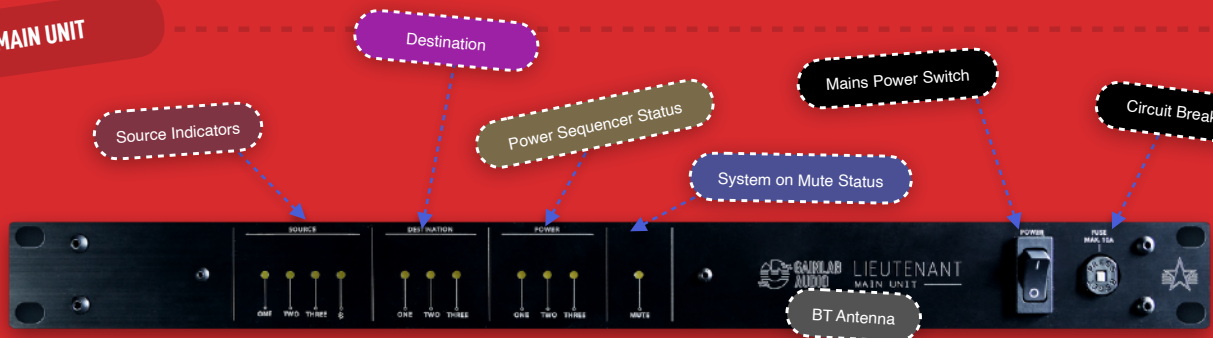 MAIN UNIT
Destination
Mains Power Switch
Circuit Break
Source Indicators
Power Sequencer Status
System on Mute Status
SOURCE
DESTINATION
POWER
POWER
FUSE
MAX. 10A
GAINLAB
AUDIO
LIEUTENANT
MAIN UNIT
ONE TWO THREE
ONE TWO THREE
ONE TWO THREE
MUTE
BT Antenna